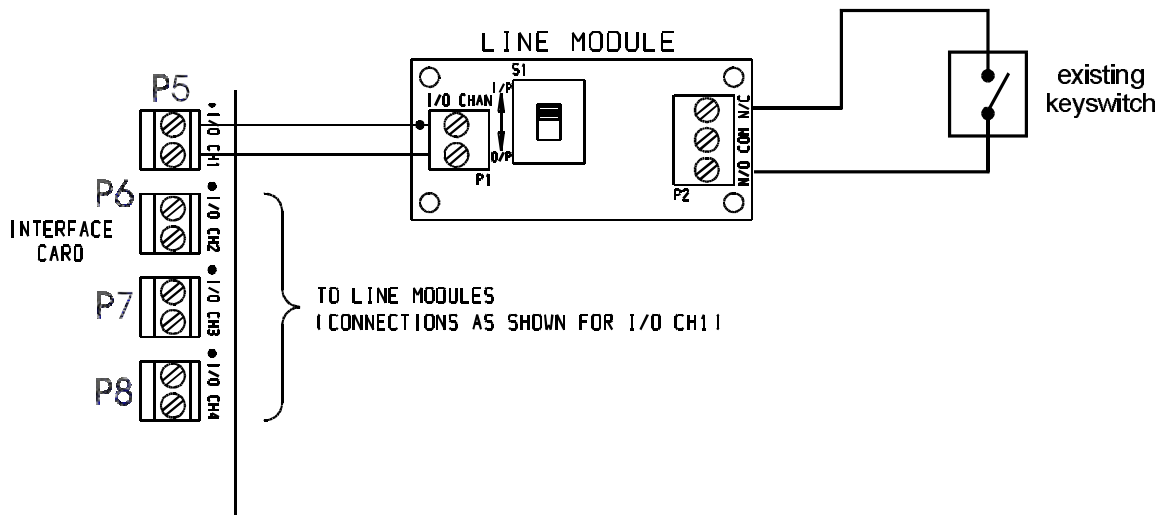 LINE MODULE
P5
I/O CH1
P6
I/O CH2
INTERFACE
CARD
P7
I/O CH3
P8
I/O CH4
S1
I/P
I/O CHAN
O/P
P1
N/C
COM
N/O
P2
existing
keyswitch
TO LINE MODULES
(CONNECTIONS AS SHOWN FOR I/O CH1)